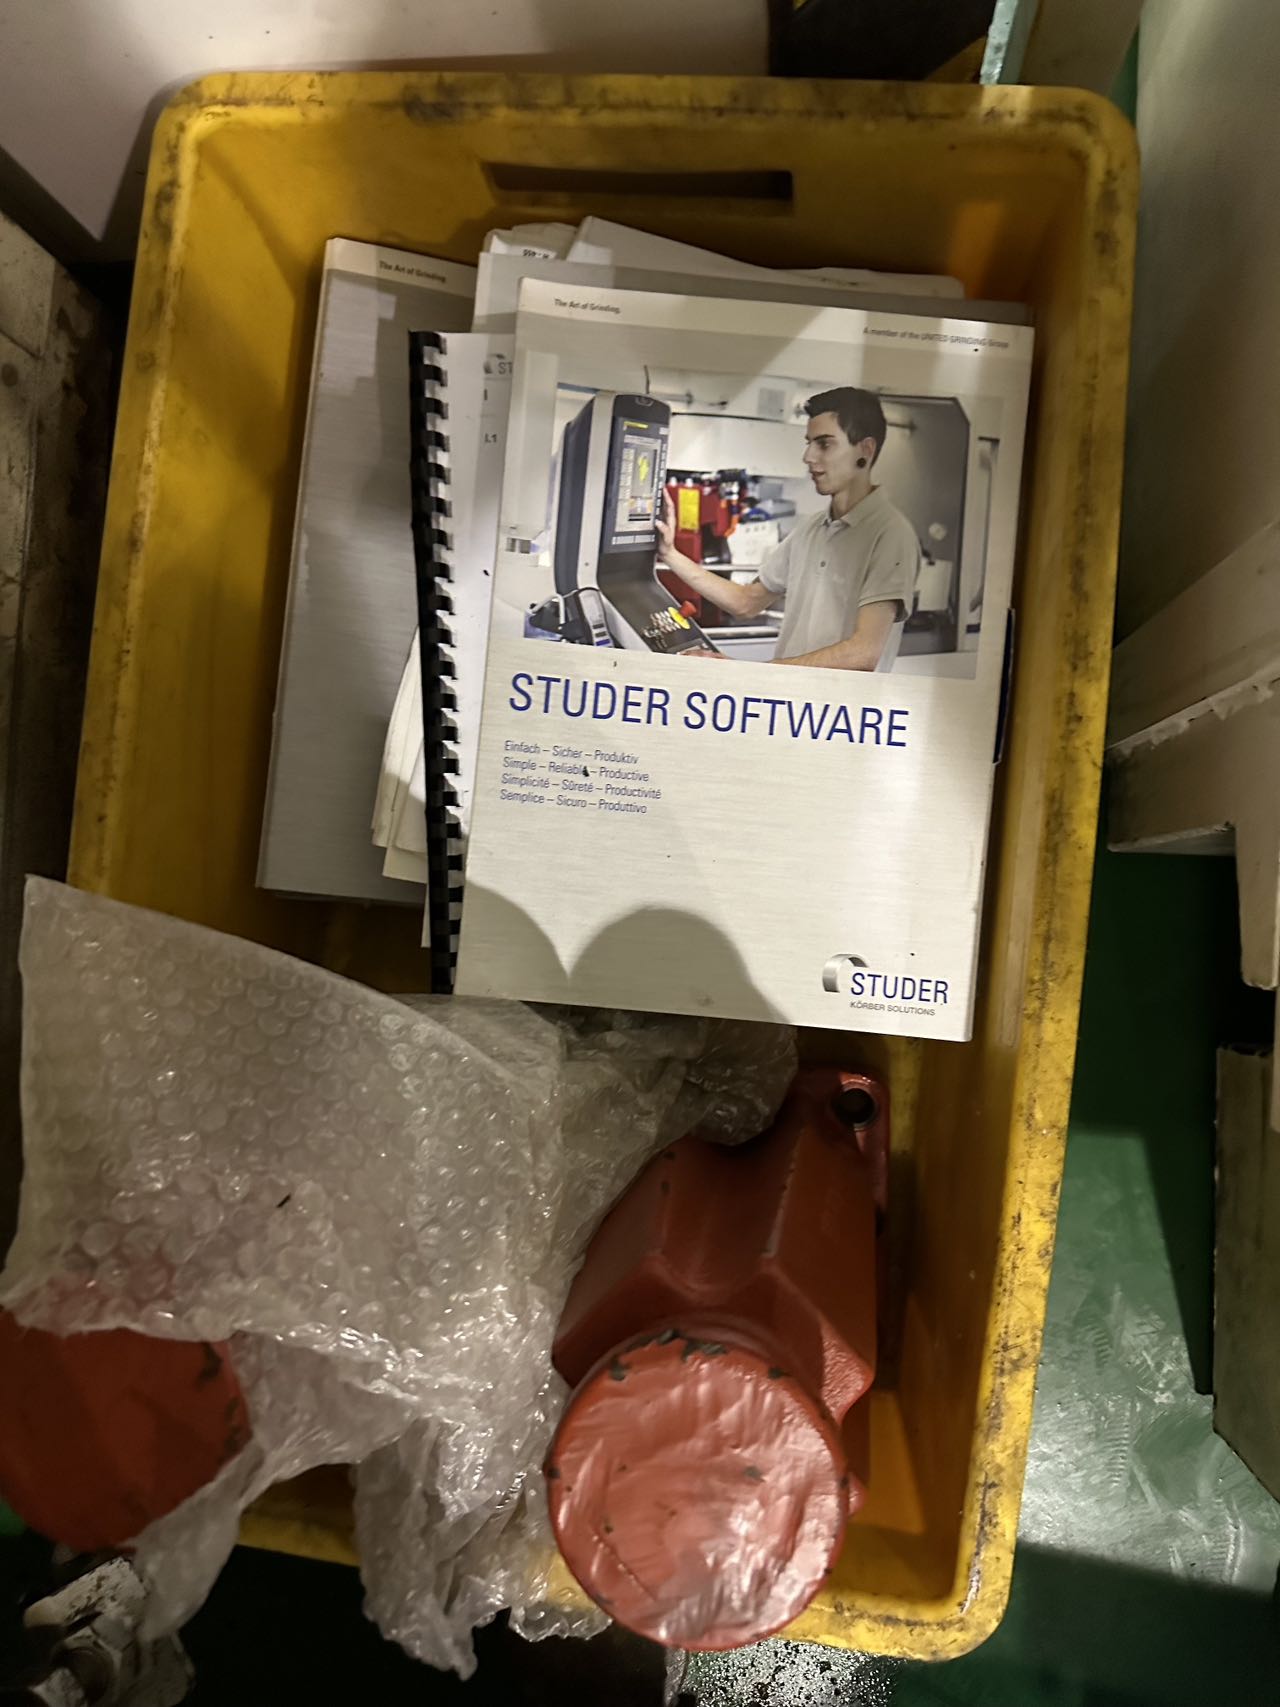 The Art of Grinding.
The Art of Grinding.
A member of the UNITED GRINDING Group
STUDER SOFTWARE
Einfach – Sicher – Produktiv
Simple – Reliable – Productive
Simplicité – Sûreté – Productivité
Semplice – Sicuro – Produttivo
STUDER
KÖRBER SOLUTIONS